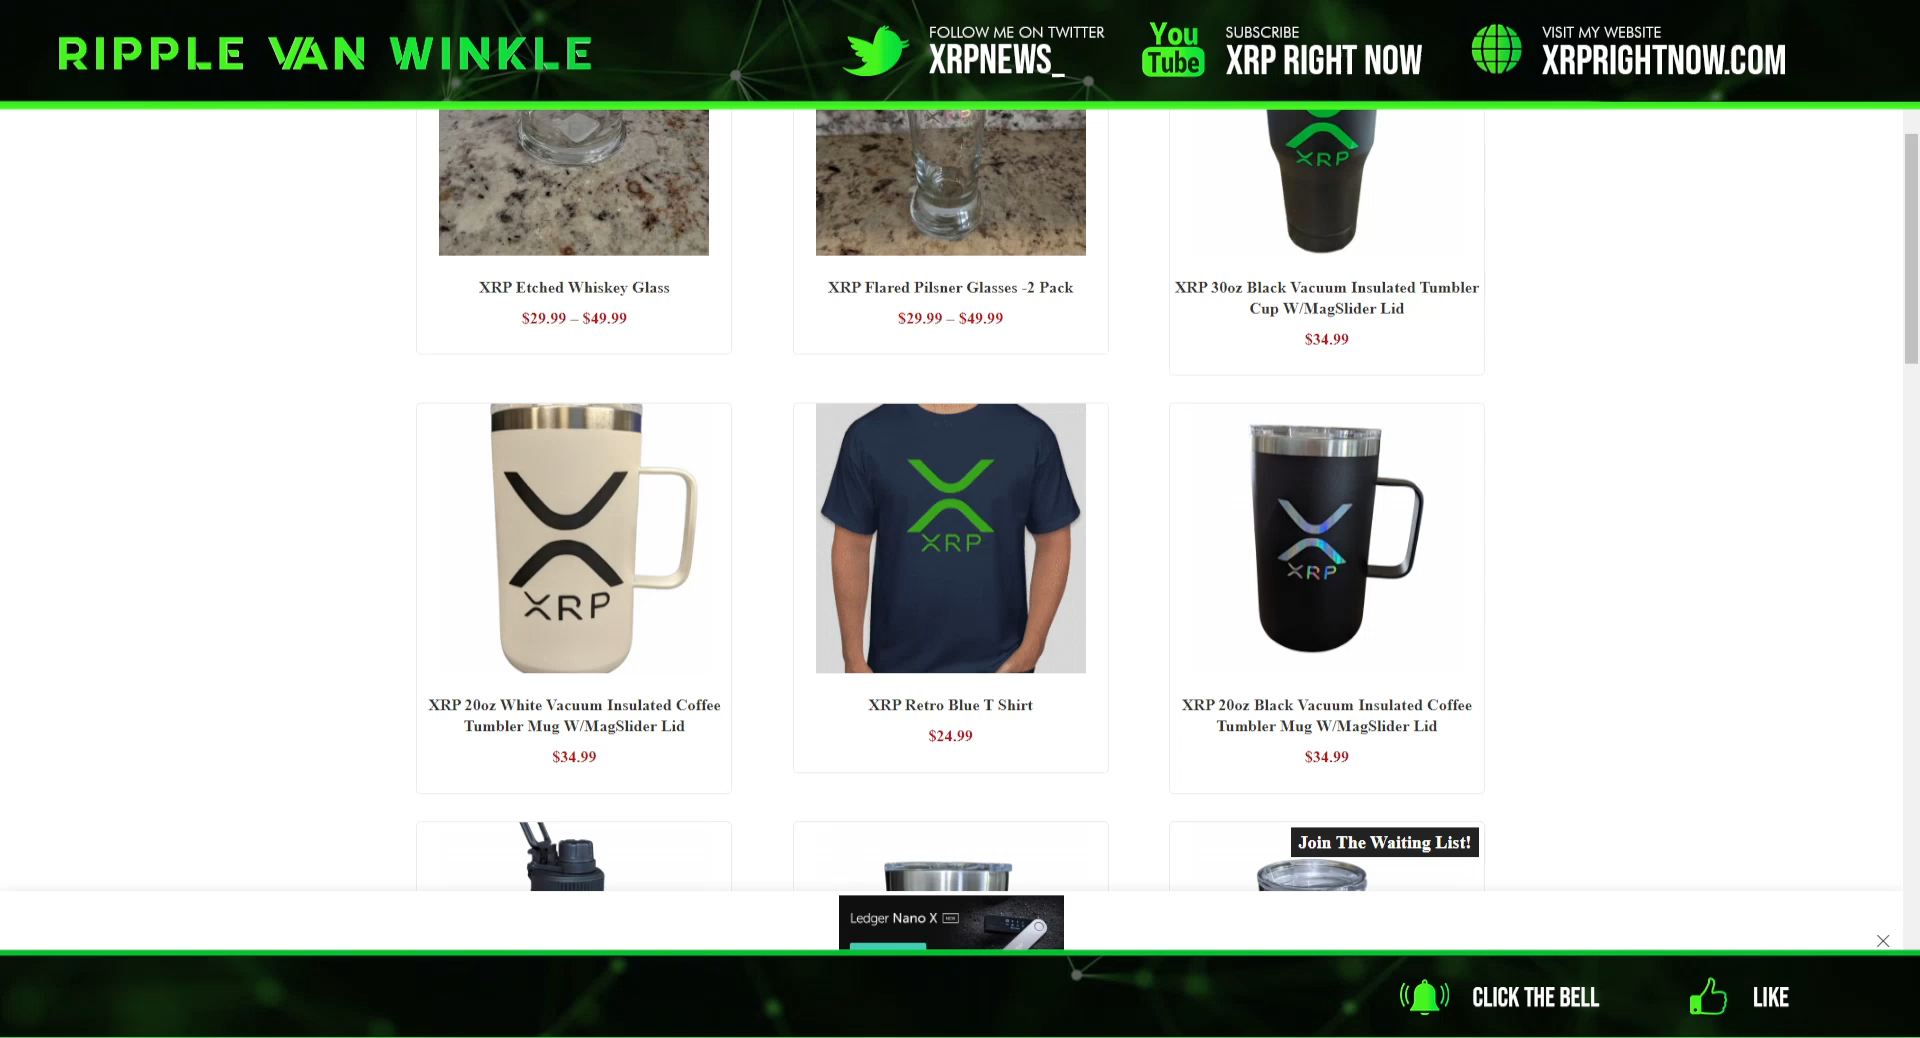 RIPPLE VAN WINKLE
FOLLOW ME ON TWITTER
XRPNEWS_
You
Tube
SUBSCRIBE
XRP RIGHT NOW
VISIT MY WEBSITE
XRPRIGHTNOW.COM
XRP
XRP
XRP Etched Whiskey Glass
$29.99 – $49.99
XRP Flared Pilsner Glasses -2 Pack
$29.99 – $49.99
XRP 30oz Black Vacuum Insulated Tumbler
Cup W/MagSlider Lid
$34.99
XRP
XRP
XRP
XRP 20oz White Vacuum Insulated Coffee
Tumbler Mug W/MagSlider Lid
$34.99
XRP Retro Blue T Shirt
$24.99
XRP 20oz Black Vacuum Insulated Coffee
Tumbler Mug W/MagSlider Lid
$34.99
Join The Waiting List!
Ledger Nano X NEW
CLICK THE BELL
LIKE